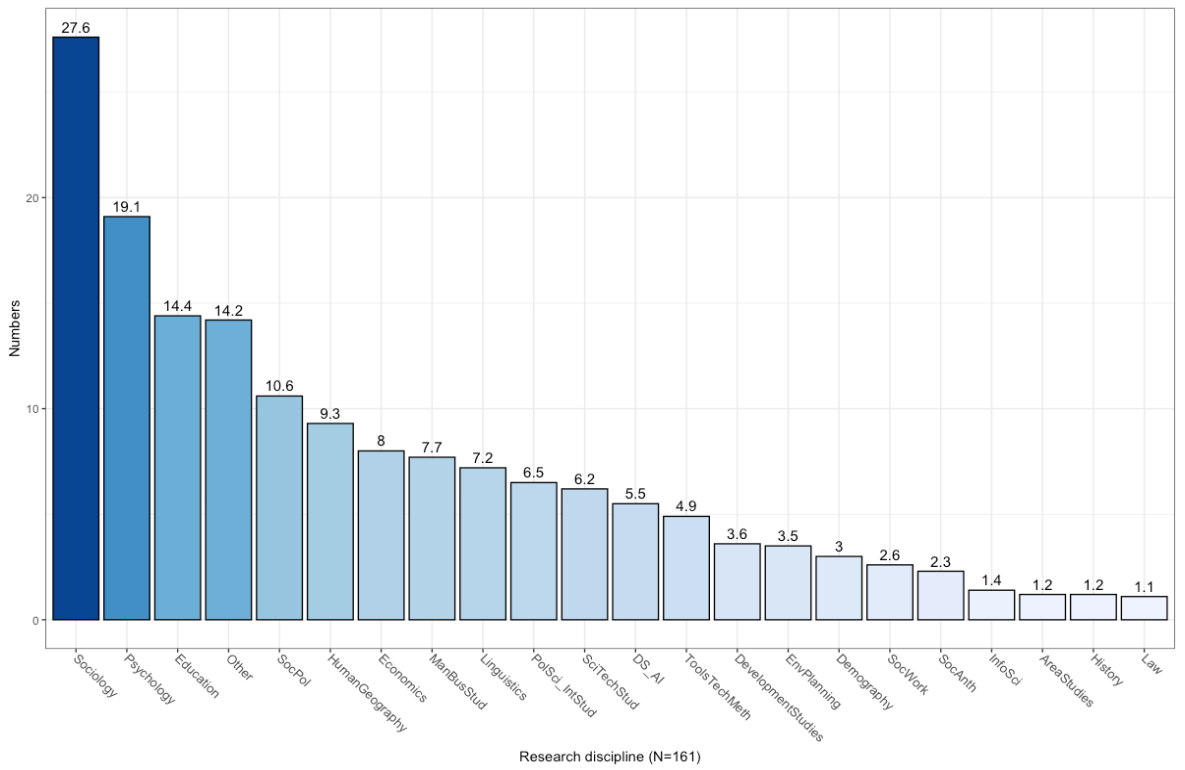 27.6
19.1
14.4
14.2
10.6
9.3
8
7.7
7.2
6.5
6.2
5.5
4.9
3.6
3.5
3
2.6
2.3
1.4
1.2
1.2
1.1
20
10
0
Numbers
Sociology
Psychology
Education
Other
SocPol
HumanGeography
Economics
ManBusStud
Linguistics
PolSci_IntStud
SciTechStud
DS_AI
ToolsTechMeth
DevelopmentStudies
EnvPlanning
Demography
SocWork
SocAnth
InfoSci
AreaStudies
History
Law
Research discipline (N=161)